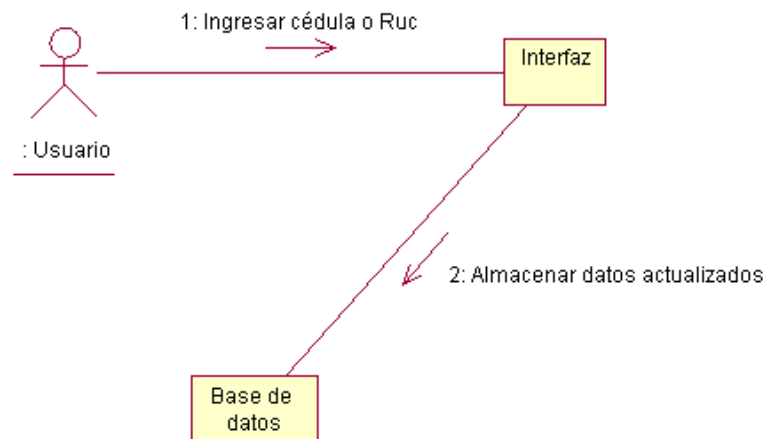 1: Ingresar cédula o Ruc
Interfaz
: Usuario
2: Almacenar datos actualizados
Base de
datos